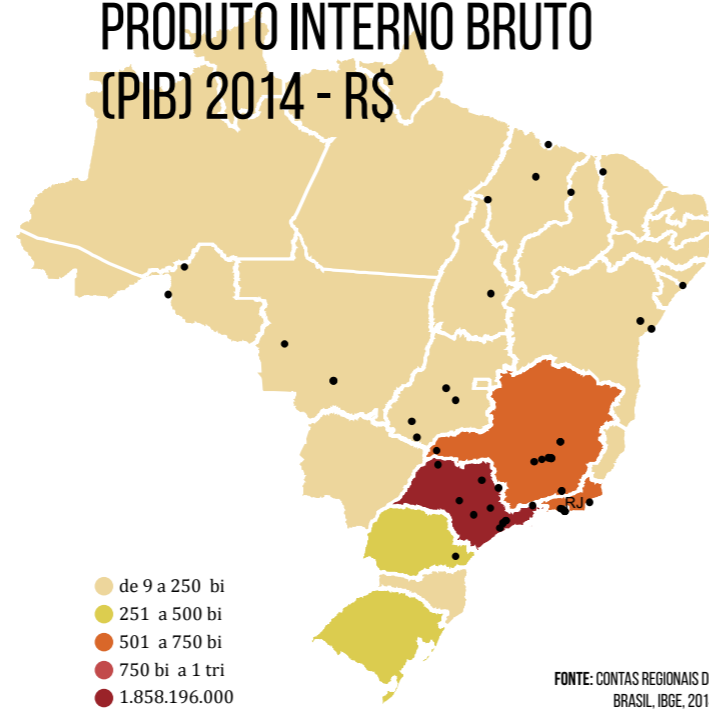 PRODUTO INTERNO BRUTO
(PIB) 2014 - R$
RJ
de 9 a 250 bi
251 a 500 bi
501 a 750 bi
750 bi a 1 tri
1.858.196.000
FONTE: CONTAS REGIONAIS D
BRASIL, IBGE, 201